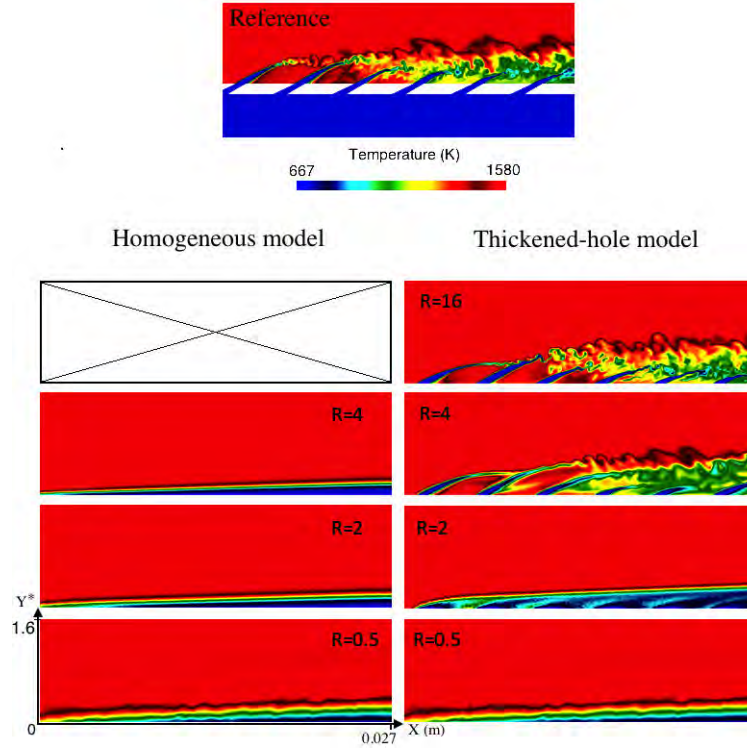 Reference
Temperature (K)
667 1580
Homogeneous model Thickened-hole model
R=16
R=4 R=4
R=2 R=2
Y*
1.6
R=0.5 R=0.5
0
0.027 X (m)